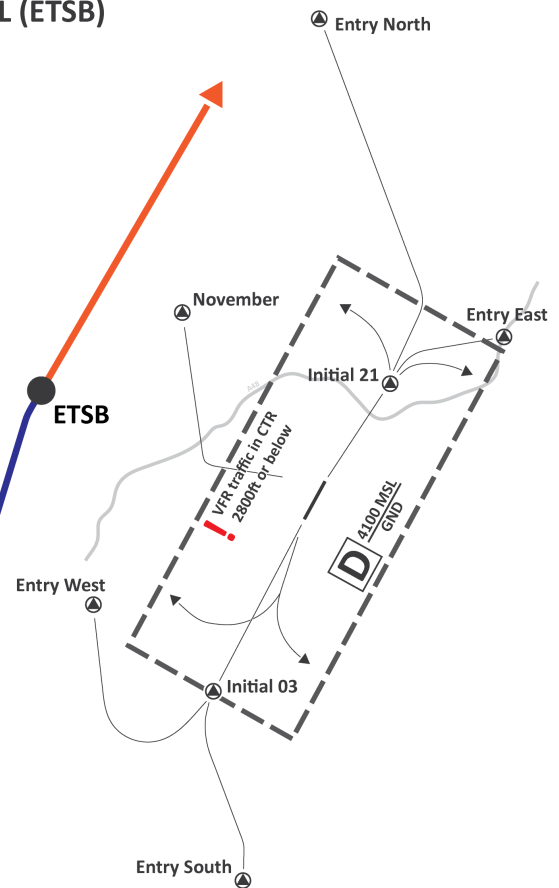 L (ETSB)
Entry North
November
Entry East
Initial 21
A48
ETSB
VFR traffic in CTR
2800ft or below
!
D
4100 MSL
GND
Entry West
Initial 03
Entry South